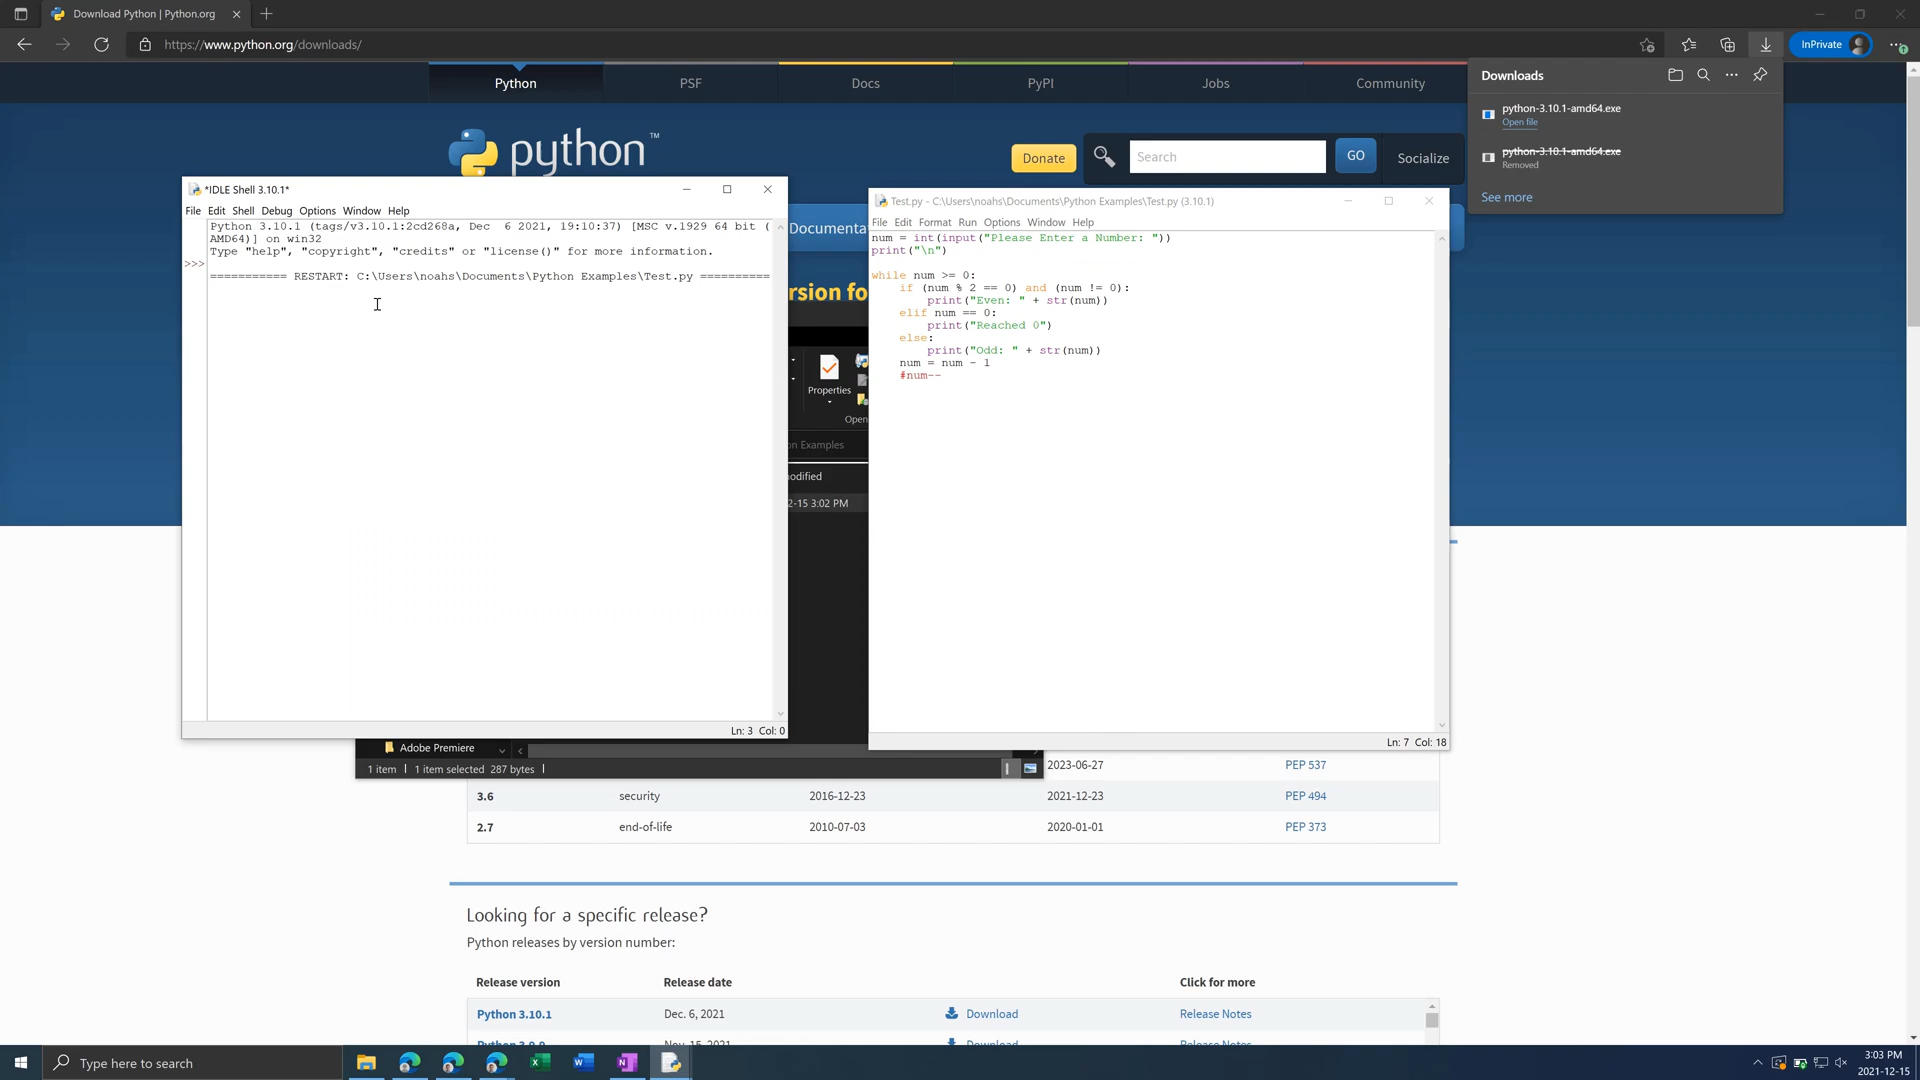 Download Python | Python.org
https://www.python.org/downloads/
InPrivate
Python
PSF
Docs
PyPI
Jobs
Community
Downloads
python-3.10.1-amd64.exe
Open file
python-3.10.1-amd64.exe
Removed
See more
python™
Donate
Search
GO
Socialize
*IDLE Shell 3.10.1*
File Edit Shell Debug Options Window Help
Python 3.10.1 (tags/v3.10.1:2cd268a, Dec  6 2021, 19:10:37) [MSC v.1929 64 bit (
AMD64)] on win32
Type "help", "copyright", "credits" or "license()" for more information.
>>>
=========== RESTART: C:\Users\noahs\Documents\Python Examples\Test.py ==========
Ln: 3 Col: 0
Documenta
rsion fo
Properties
Open
on Examples
modified
2-15 3:02 PM
Test.py - C:\Users\noahs\Documents\Python Examples\Test.py (3.10.1)
File Edit Format Run Options Window Help
num = int(input("Please Enter a Number: "))
print("\n")
while num >= 0:
    if (num % 2 == 0) and (num != 0):
        print("Even: " + str(num))
    elif num == 0:
        print("Reached 0")
    else:
        print("Odd: " + str(num))
    num = num - 1
    #num--
Ln: 7 Col: 18
Adobe Premiere
1 item 1 item selected 287 bytes
2023-06-27 PEP 537
3.6 security 2016-12-23 2021-12-23 PEP 494
2.7 end-of-life 2010-07-03 2020-01-01 PEP 373
Looking for a specific release?
Python releases by version number:
Release version Release date Click for more
Python 3.10.1 Dec. 6, 2021 Download Release Notes
Python 3.9.9 Nov. 15, 2021 Download Release Notes
Type here to search
3:03 PM
2021-12-15